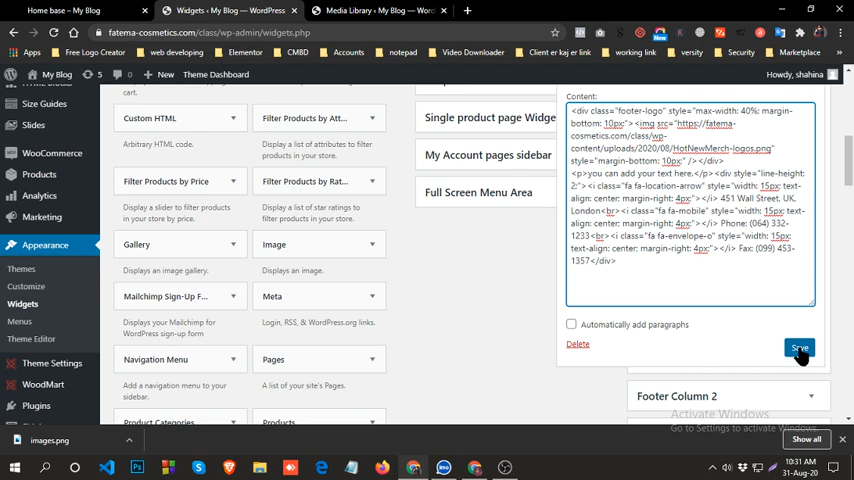 Home base – My Blog
Widgets ‹ My Blog — WordPress
Media Library ‹ My Blog — Word
fatema-cosmetics.com/class/wp-admin/widgets.php
Apps
Free Logo Creator
web developing
Elementor
CMBD
Accounts
notepad
Video Downloader
Client er kaj er link
working link
versity
Security
Marketplace
My Blog
5
0
New
Theme Dashboard
Howdy, shahina
Size Guides
Slides
WooCommerce
Products
Analytics
Marketing
Appearance
Themes
Customize
Widgets
Menus
Theme Editor
Theme Settings
WoodMart
Plugins
cart.
Custom HTML
Filter Products by Att...
Arbitrary HTML code.
Display a list of attributes to filter
products in your store.
Filter Products by Price
Filter Products by Rat...
Display a slider to filter products
in your store by price.
Display a list of star ratings to
filter products in your store.
Gallery
Image
Displays an image gallery.
Displays an image.
Mailchimp Sign-Up F...
Meta
Displays your Mailchimp for
WordPress sign-up form
Login, RSS, & WordPress.org links.
Navigation Menu
Pages
Add a navigation menu to your
sidebar.
A list of your site's Pages.
Product Categories
Products
Single product page Widge
My Account pages sidebar
Full Screen Menu Area
Content:
<div class="footer-logo" style="max-width: 40%; margin-
bottom: 10px;"><img src="https://fatema-
cosmetics.com/class/wp-
content/uploads/2020/08/HotNewMerch-logos.png"
style="margin-bottom: 10px;" /></div>
<p>you can add your text here.</p><div style="line-height:
2;"><i class="fa fa-location-arrow" style="width: 15px; text-
align: center; margin-right: 4px;"></i> 451 Wall Street, UK,
London<br><i class="fa fa-mobile" style="width: 15px; text-
align: center; margin-right: 4px;"></i> Phone: (064) 332-
1233<br><i class="fa fa-envelope-o" style="width: 15px;
text-align: center; margin-right: 4px;"></i> Fax: (099) 453-
1357</div>
Automatically add paragraphs
Delete
Save
Footer Column 2
Activate Windows
Go to Settings to activate Windows.
images.png
Show all
10:31 AM
31-Aug-20